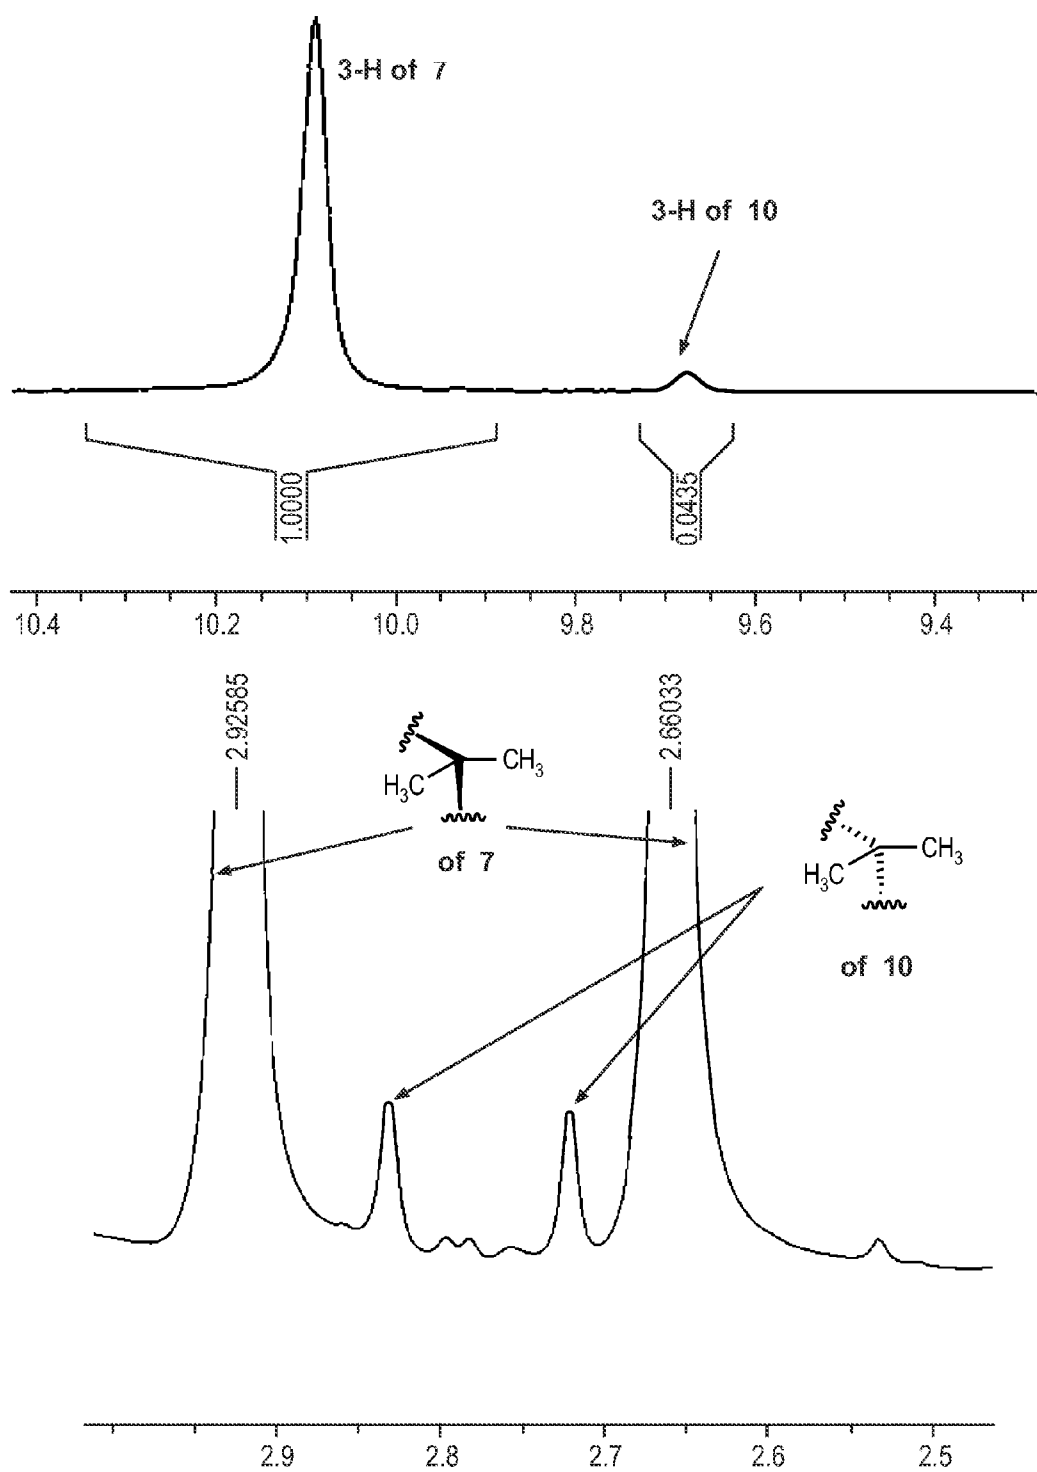 3-H of 7
3-H of 10
1.0000
0.0435
10.4 10.2 10.0 9.8 9.6 9.4
2.92585
2.66033
CH3
H3C
of 7
CH3
H3C
of 10
2.9 2.8 2.7 2.6 2.5